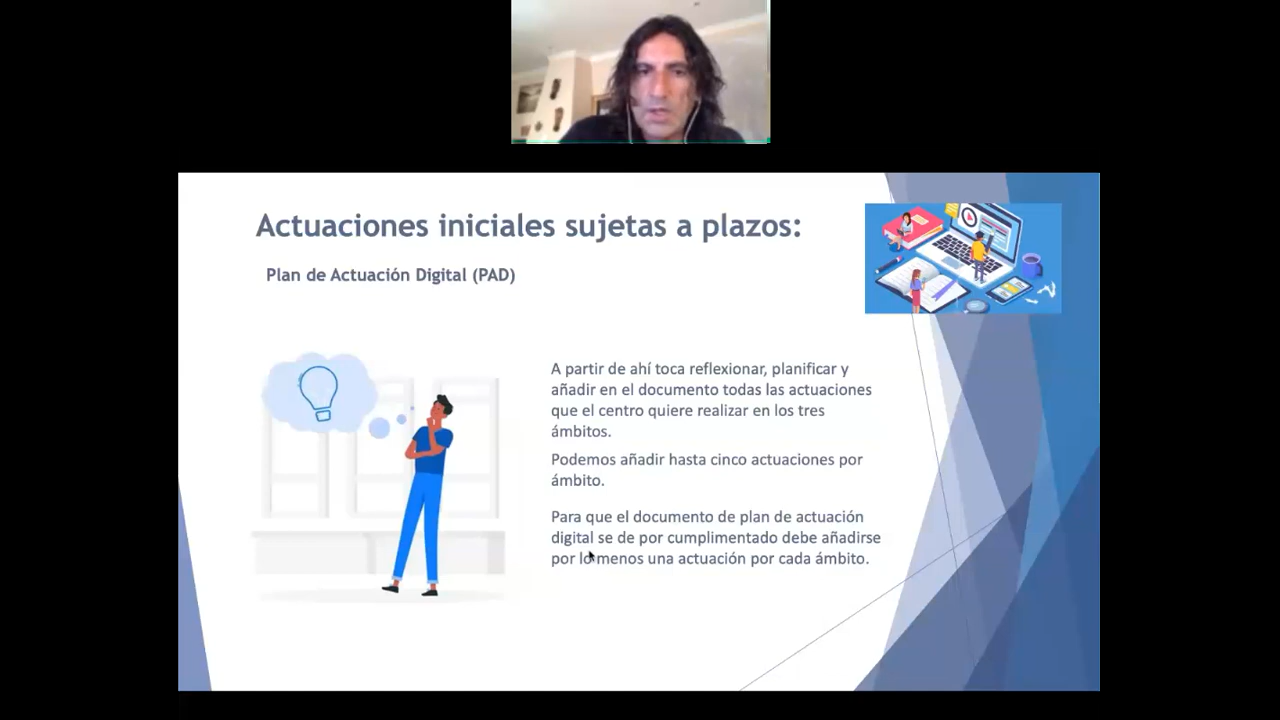 Actuaciones iniciales sujetas a plazos:
Plan de Actuación Digital (PAD)
A partir de ahí toca reflexionar, planificar y
añadir en el documento todas las actuaciones
que el centro quiere realizar en los tres
ámbitos.
Podemos añadir hasta cinco actuaciones por
ámbito.
Para que el documento de plan de actuación
digital se de por cumplimentado debe añadirse
por lo menos una actuación por cada ámbito.